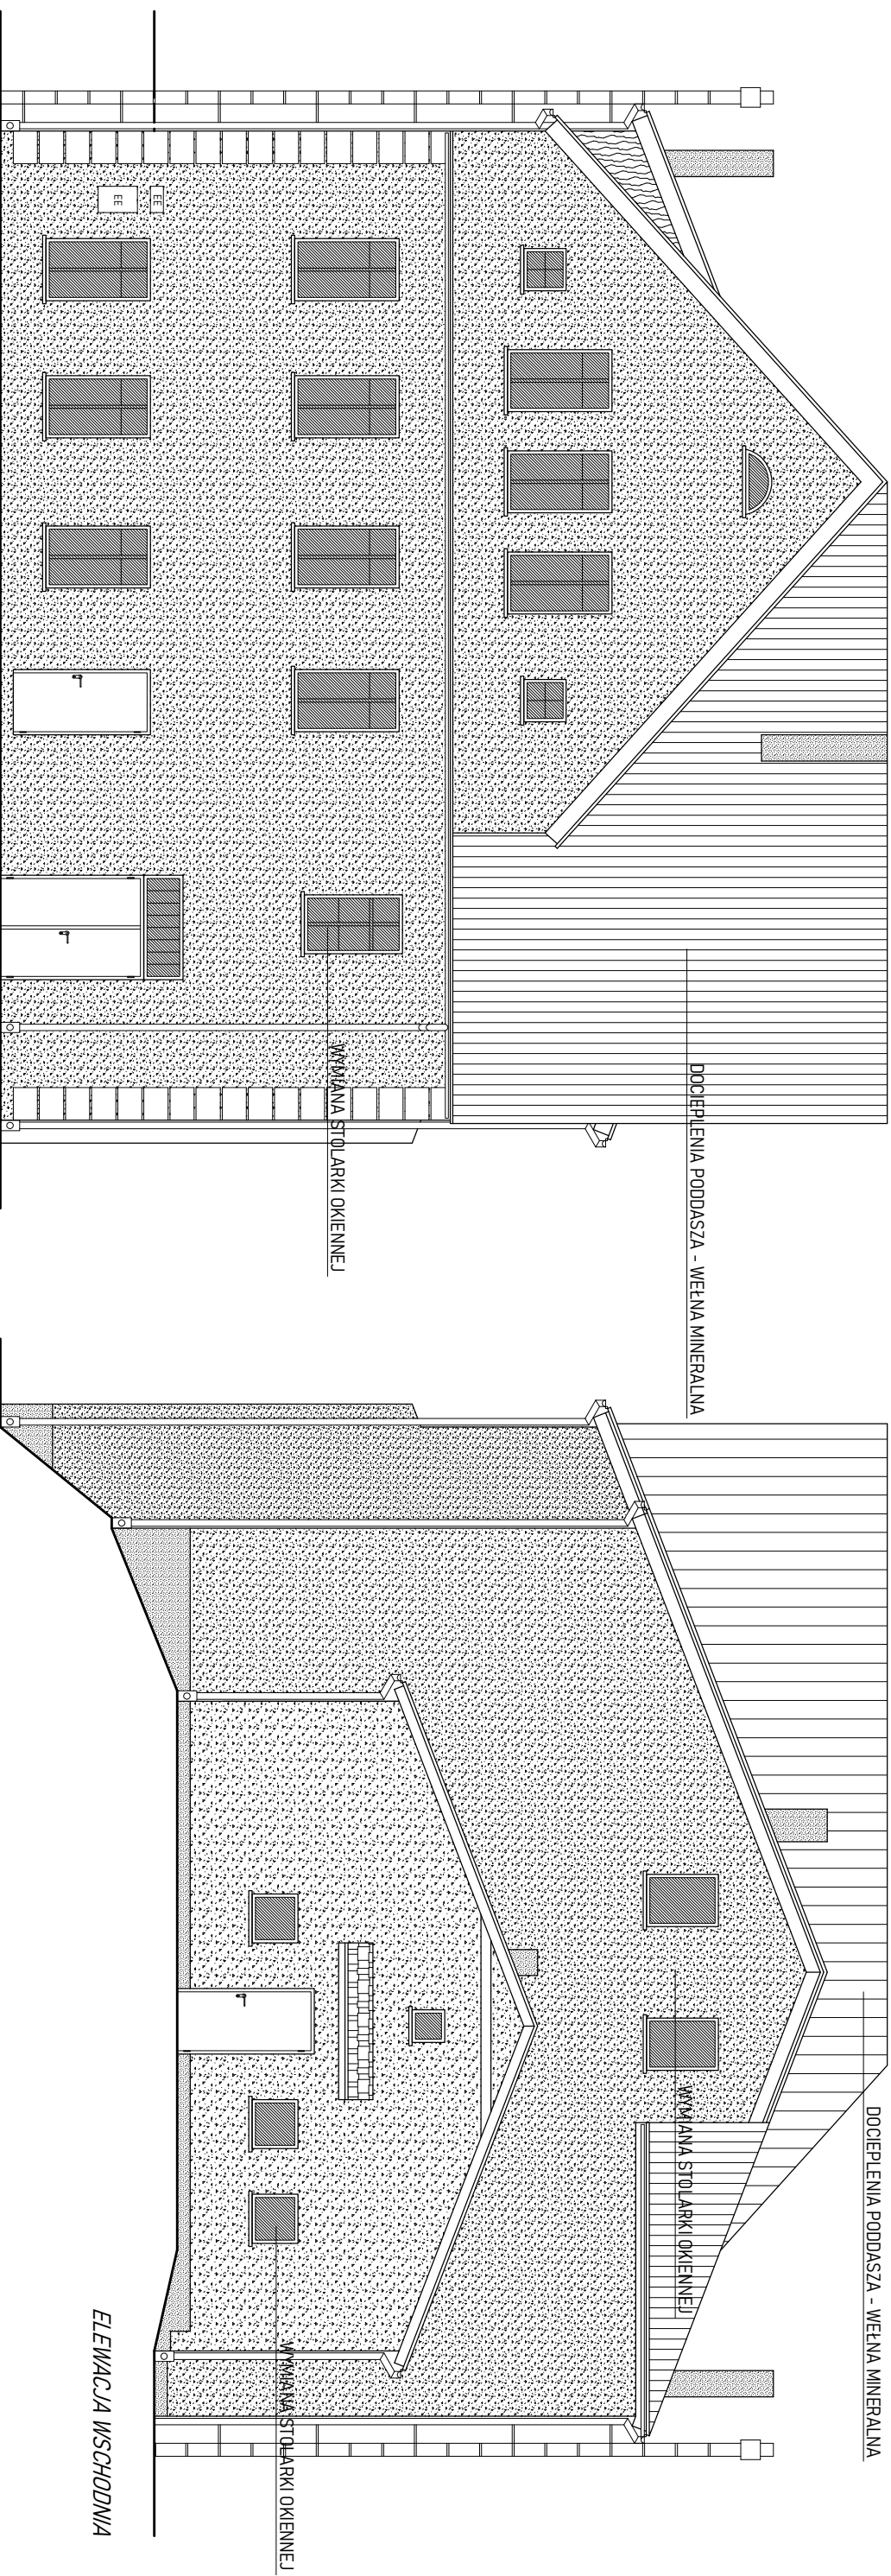 EE
EE
DOCIEPLENIA PODDASZA - WEŁNA MINERALNA
WYMIANA STOLARKI OKIENNEJ
DOCIEPLENIA PODDASZA - WEŁNA MINERALNA
WYMIANA STOLARKI OKIENNEJ
WYMIANA STOLARKI OKIENNEJ
ELEWACJA WSCHODNIA